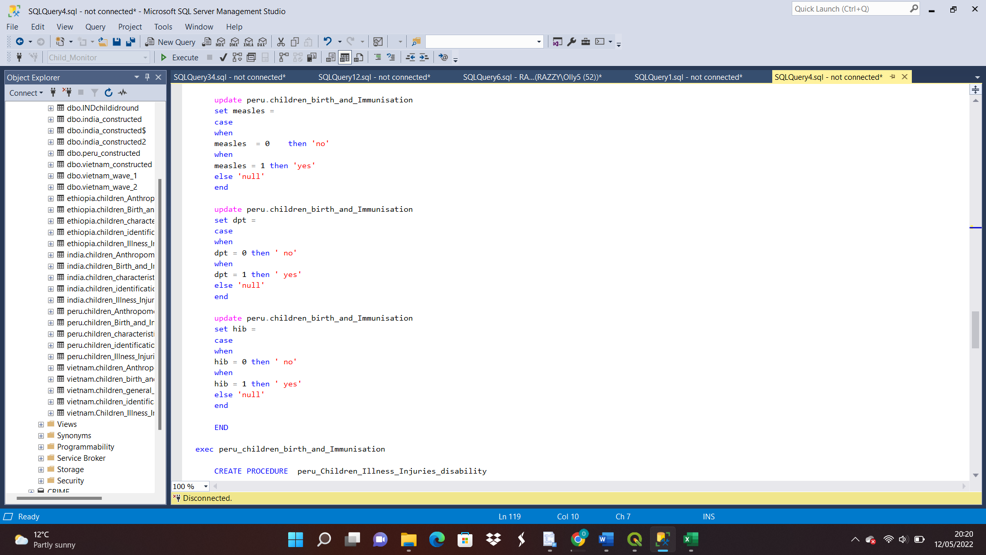 SQLQuery4.sql - not connected* - Microsoft SQL Server Management Studio
Quick Launch (Ctrl+Q)
File Edit View Query Project Tools Window Help
New Query
Child_Monitor
Execute
Object Explorer
SQLQuery34.sql - not connected*
SQLQuery12.sql - not connected*
SQLQuery6.sql - RA...(RAZZY\Olly5 (52))*
SQLQuery1.sql - not connected*
SQLQuery4.sql - not connected*
Connect
dbo.INDchildidround
dbo.india_constructed
dbo.india_constructed$
dbo.india_constructed2
dbo.peru_constructed
dbo.vietnam_constructed
dbo.vietnam_wave_1
dbo.vietnam_wave_2
ethiopia.children_Anthrop
ethiopia.children_Birth_an
ethiopia.children_characte
ethiopia.children_identific
ethiopia.children_Illness_In
india.children_Anthropom
india.children_Birth_and_I
india.children_characterist
india.children_identificatio
india.children_Illness_Injur
peru.children_Anthropom
peru.children_Birth_and_Ir
peru.children_characterist
peru.children_identificatio
peru.children_Illness_Injuri
vietnam.children_Anthrop
vietnam.children_birth_an
vietnam.children_general_
vietnam.children_identific
vietnam.Children_Illness_I
Views
Synonyms
Programmability
Service Broker
Storage
Security
CRIME
update peru.children_birth_and_Immunisation
set measles =
case
when
measles = 0 then 'no'
when
measles = 1 then 'yes'
else 'null'
end
update peru.children_birth_and_Immunisation
set dpt =
case
when
dpt = 0 then ' no'
when
dpt = 1 then ' yes'
else 'null'
end
update peru.children_birth_and_Immunisation
set hib =
case
when
hib = 0 then ' no'
when
hib = 1 then ' yes'
else 'null'
end
END
exec peru_children_birth_and_Immunisation
CREATE PROCEDURE peru_Children_Illness_Injuries_disability
100 %
Disconnected.
Ready
Ln 119 Col 10 Ch 7 INS
12°C
Partly sunny
20:20
12/05/2022